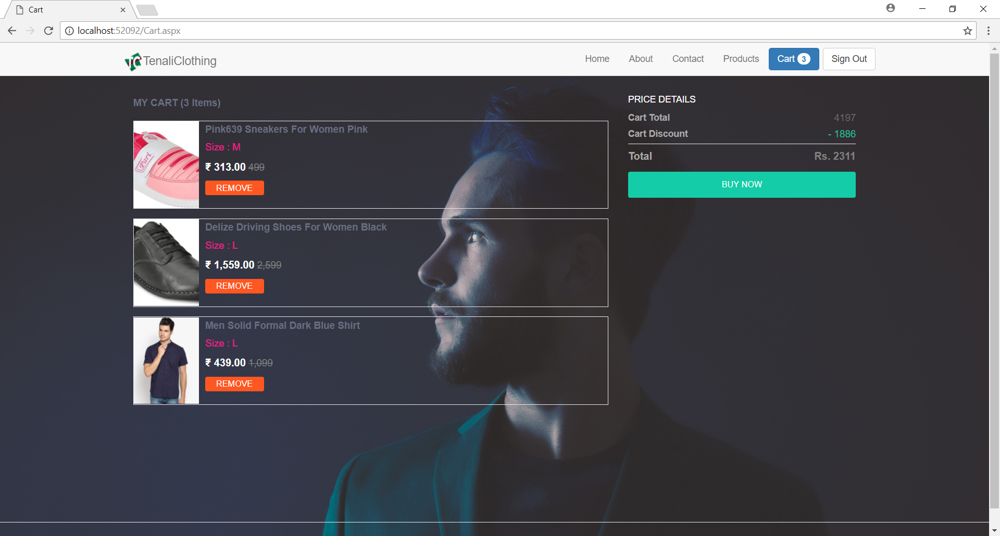 Cart
localhost:52092/Cart.aspx
TenaliClothing
Home About Contact Products Cart 3 Sign Out
MY CART (3 Items)
Pink639 Sneakers For Women Pink
Size : M
₹ 313.00 499
REMOVE
Pari
Delize Driving Shoes For Women Black
Size : L
₹ 1,559.00 2,599
REMOVE
Men Solid Formal Dark Blue Shirt
Size : L
₹ 439.00 1,099
REMOVE
PRICE DETAILS
Cart Total 4197
Cart Discount - 1886
Total Rs. 2311
BUY NOW